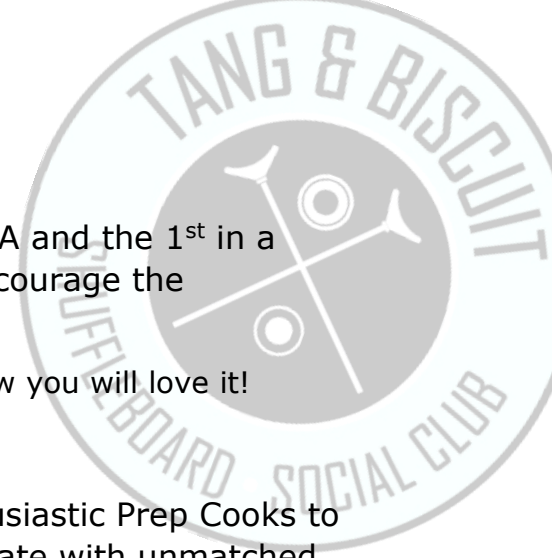 TANG & BISCUIT
A and the 1st in a
courage the
w you will love it!
SHUFFLEBOARD · SOCIAL CLUB
usiastic Prep Cooks to
ate with unmatched